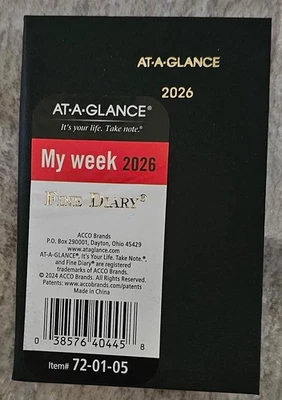 AT-A-GLANCE
2026
AT-A-GLANCE®
It's your life. Take note.®
My week 2026
FINE DIARY®
ACCO Brands
P.O. Box 290001, Dayton, Ohio 45429
www.ataglance.com
AT-A-GLANCE®, It's Your Life. Take Note.®,
and Fine Diary® are registered
trademarks of ACCO Brands.
© 2024 ACCO Brands. All Rights Reserved.
Patents: www.accobrands.com/patents
Made in China
0 38576 40445 8
Item# 72-01-05